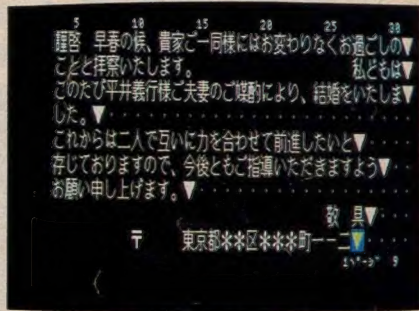 5 10 15 20 25 30
謹啓 早春の候、貴家ご一同様にはお変わりなくお過ごしの▼
ことと拝察いたします。 私どもは▼
このたび平井義行様ご夫妻のご媒酌により、結婚をいたしま▼
した。▼
これからは二人で互いに力を合わせて前進したいと▼
存じておりますので、今後ともご指導いただきますよう▼
お願い申し上げます。▼
敬 具▼
〒 東京都**区***町一ー二▼
1ページ 9